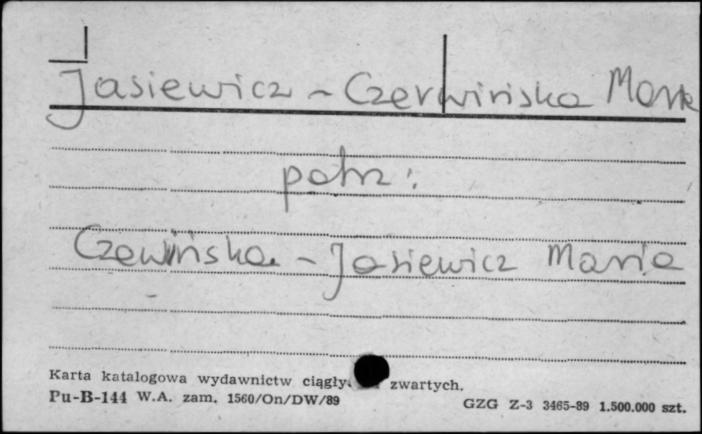 Jasiewicz - Czerwińska Maria
patrz:
Czerwińska - Jasiewicz Maria
Karta katalogowa wydawnictw zwartych.
Pu-B-144 W.A. zam. 1560/On/DW/89
GZG Z-3 3465-89 1.500.000 szt.